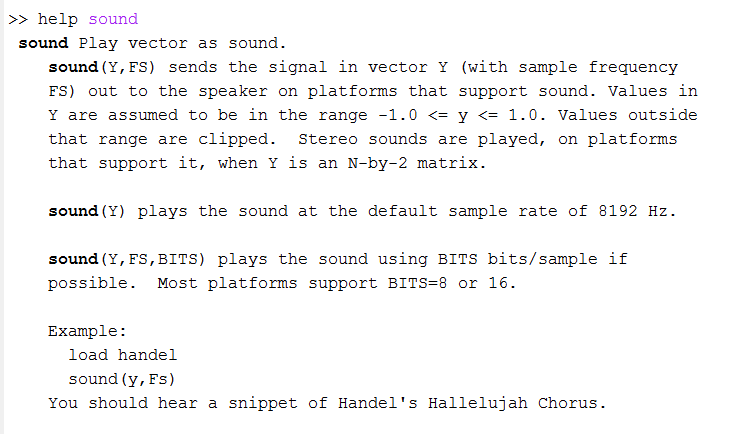 >> help sound
sound Play vector as sound.
sound(Y,FS) sends the signal in vector Y (with sample frequency
FS) out to the speaker on platforms that support sound. Values in
Y are assumed to be in the range -1.0 <= y <= 1.0. Values outside
that range are clipped.  Stereo sounds are played, on platforms
that support it, when Y is an N-by-2 matrix.
sound(Y) plays the sound at the default sample rate of 8192 Hz.
sound(Y,FS,BITS) plays the sound using BITS bits/sample if
possible.  Most platforms support BITS=8 or 16.
Example:
load handel
sound(y,Fs)
You should hear a snippet of Handel's Hallelujah Chorus.